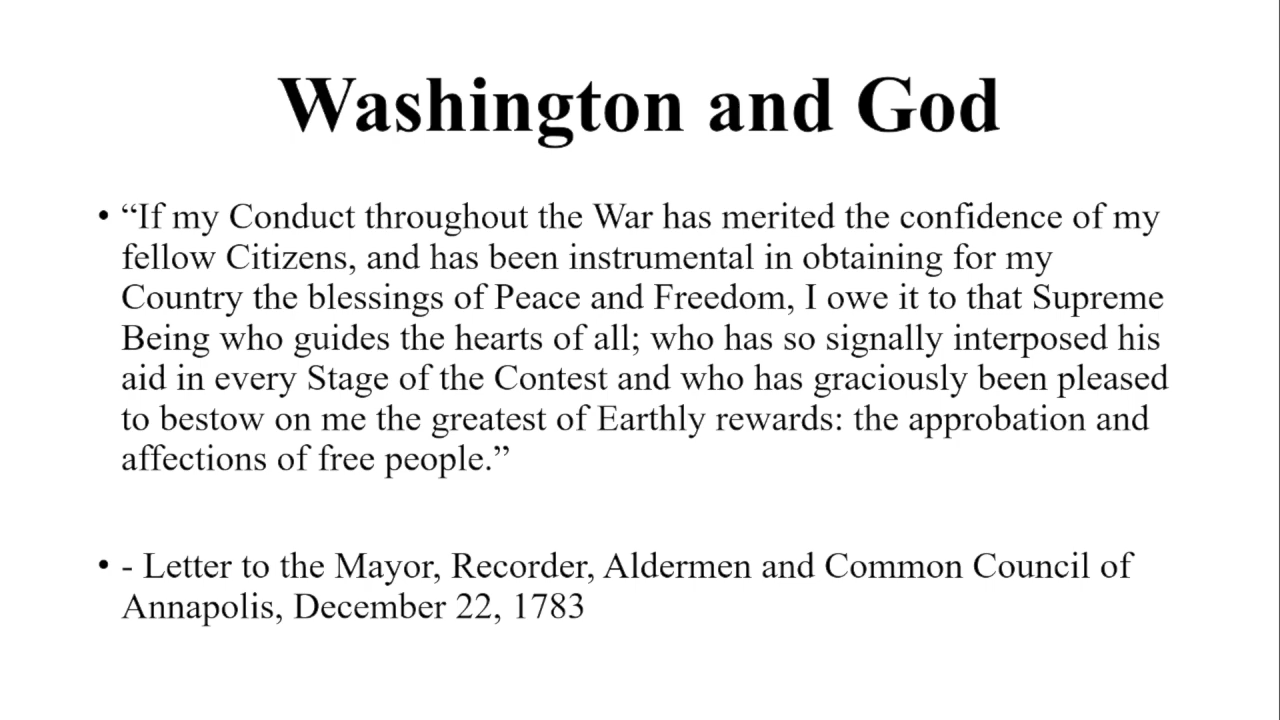 Washington and God
• “If my Conduct throughout the War has merited the confidence of my
fellow Citizens, and has been instrumental in obtaining for my
Country the blessings of Peace and Freedom, I owe it to that Supreme
Being who guides the hearts of all; who has so signally interposed his
aid in every Stage of the Contest and who has graciously been pleased
to bestow on me the greatest of Earthly rewards: the approbation and
affections of free people.”
• - Letter to the Mayor, Recorder, Aldermen and Common Council of
Annapolis, December 22, 1783